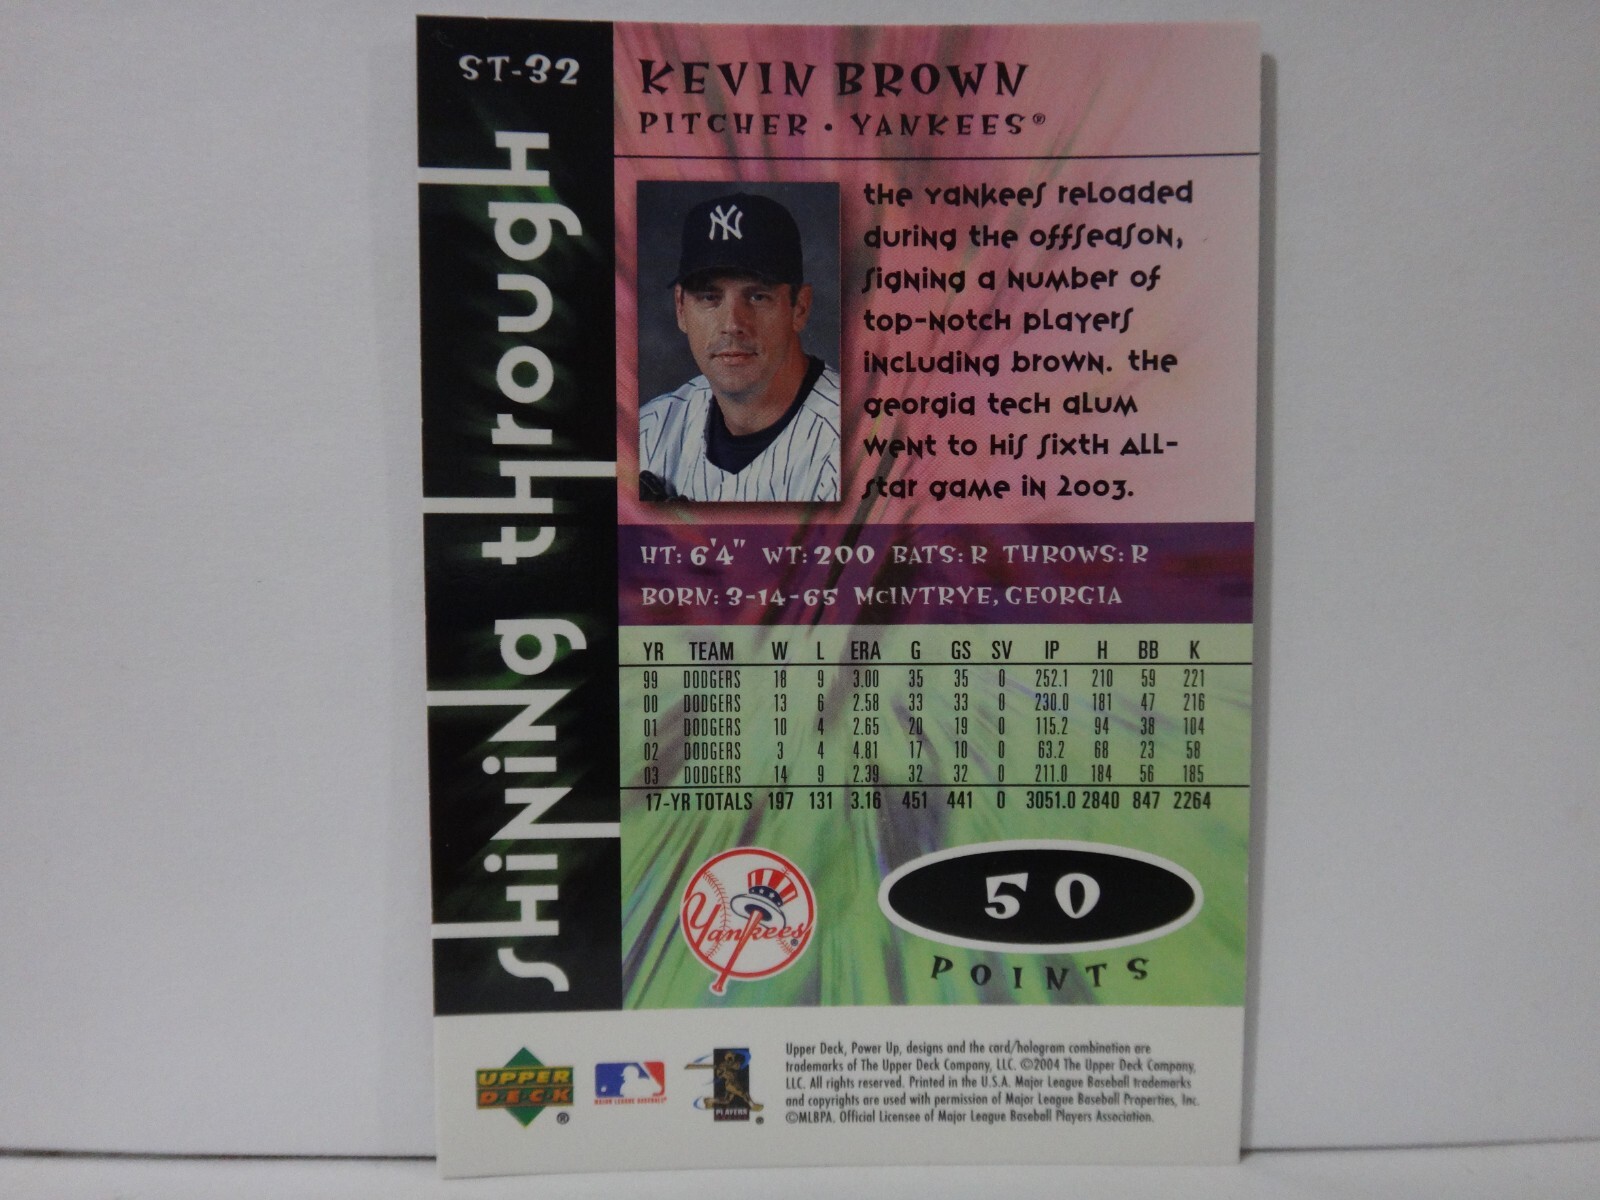 ST-32
SHINING THROUGH
KEVIN BROWN
PITCHER • YANKEES®
NY
the Yankees reloaded
during the offseason,
signing a number of
top-notch players
including brown. the
georgia tech alum
went to his sixth all-
star game in 2003.
HT: 6'4" WT: 200 BATS: R THROWS: R
BORN: 3-14-65 McINTRYE, GEORGIA
YR TEAM W L ERA G GS SV IP H BB K
99 DODGERS 18 9 3.00 35 35 0 252.1 210 59 221
00 DODGERS 13 6 2.58 33 33 0 230.0 181 47 216
01 DODGERS 10 4 2.65 20 19 0 115.2 94 38 104
02 DODGERS 3 4 4.81 17 10 0 63.2 68 23 58
03 DODGERS 14 9 2.39 32 32 0 211.0 184 56 185
17-YR TOTALS 197 131 3.16 451 441 0 3051.0 2840 847 2264
Yankees®
50
POINTS
UPPER
DECK®
MAJOR LEAGUE BASEBALL®
PLAYERS®
Upper Deck, Power Up, designs and the card/hologram combination are
trademarks of The Upper Deck Company, LLC. ©2004 The Upper Deck Company,
LLC. All rights reserved. Printed in the U.S.A. Major League Baseball trademarks
and copyrights are used with permission of Major League Baseball Properties, Inc.
©MLBPA. Official Licensee of Major League Baseball Players Association.